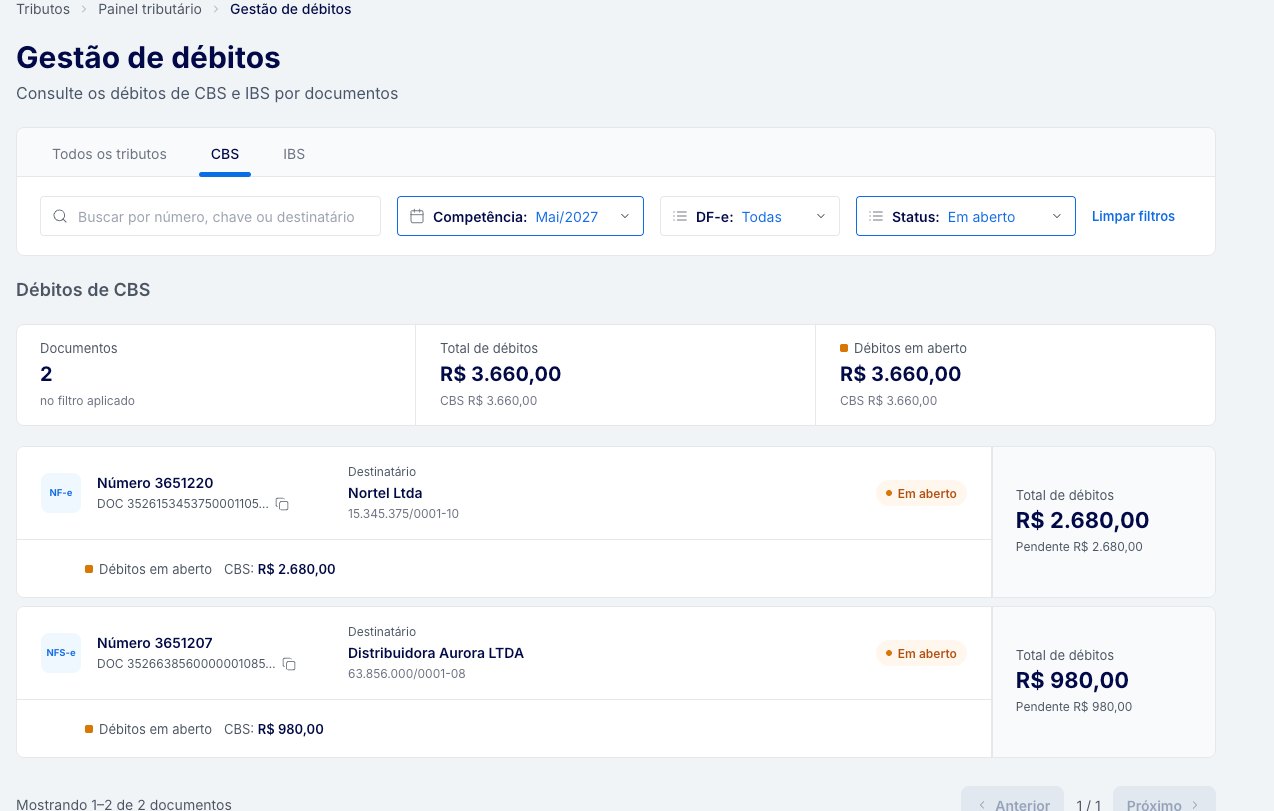 Tributos > Painel tributário > Gestão de débitos
Gestão de débitos
Consulte os débitos de CBS e IBS por documentos
Todos os tributos CBS IBS
Buscar por número, chave ou destinatário Competência: Mai/2027 DF-e: Todas Status: Em aberto Limpar filtros
Débitos de CBS
Documentos
2
no filtro aplicado
Total de débitos
R$ 3.660,00
CBS R$ 3.660,00
Débitos em aberto
R$ 3.660,00
CBS R$ 3.660,00
NF-e
Número 3651220
DOC 3526153453750001105...
Destinatário
Nortel Ltda
15.345.375/0001-10
Em aberto
Total de débitos
R$ 2.680,00
Pendente R$ 2.680,00
Débitos em aberto CBS: R$ 2.680,00
NFS-e
Número 3651207
DOC 3526638560000001085...
Destinatário
Distribuidora Aurora LTDA
63.856.000/0001-08
Em aberto
Total de débitos
R$ 980,00
Pendente R$ 980,00
Débitos em aberto CBS: R$ 980,00
Mostrando 1–2 de 2 documentos
< Anterior 1 / 1 Próximo >